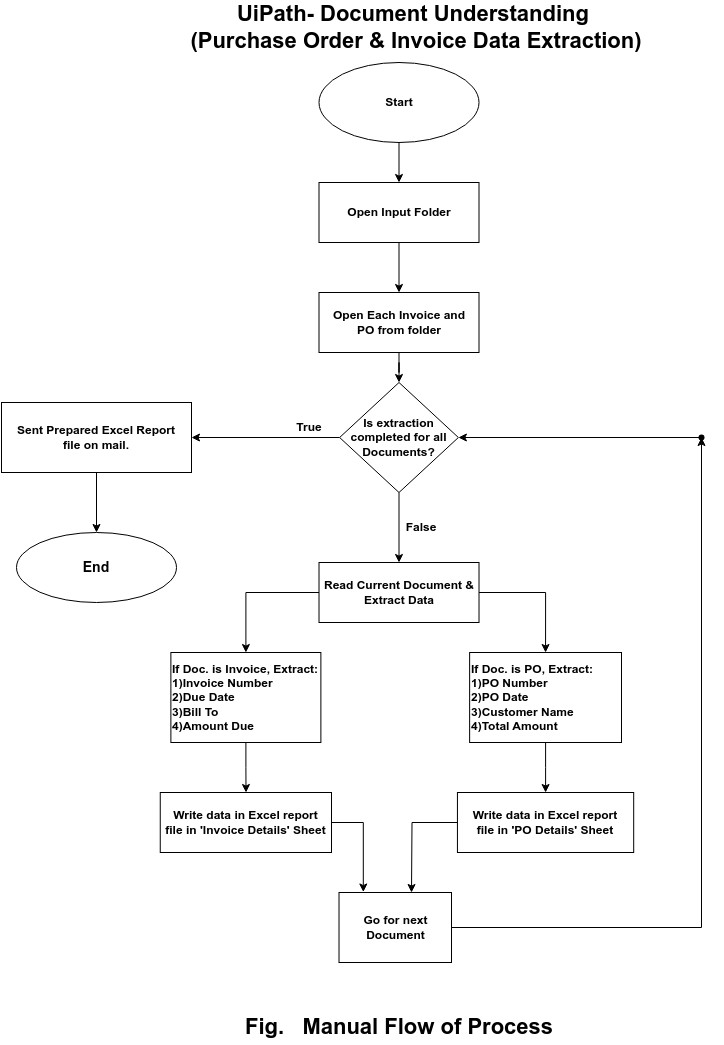 UiPath- Document Understanding
(Purchase Order & Invoice Data Extraction)
Start
Open Input Folder
Open Each Invoice and
PO from folder
Is extraction
completed for all
Documents?
True
Sent Prepared Excel Report
file on mail.
End
False
Read Current Document &
Extract Data
If Doc. is Invoice, Extract:
1)Invoice Number
2)Due Date
3)Bill To
4)Amount Due
If Doc. is PO, Extract:
1)PO Number
2)PO Date
3)Customer Name
4)Total Amount
Write data in Excel report
file in 'Invoice Details' Sheet
Write data in Excel report
file in 'PO Details' Sheet
Go for next
Document
Fig. Manual Flow of Process